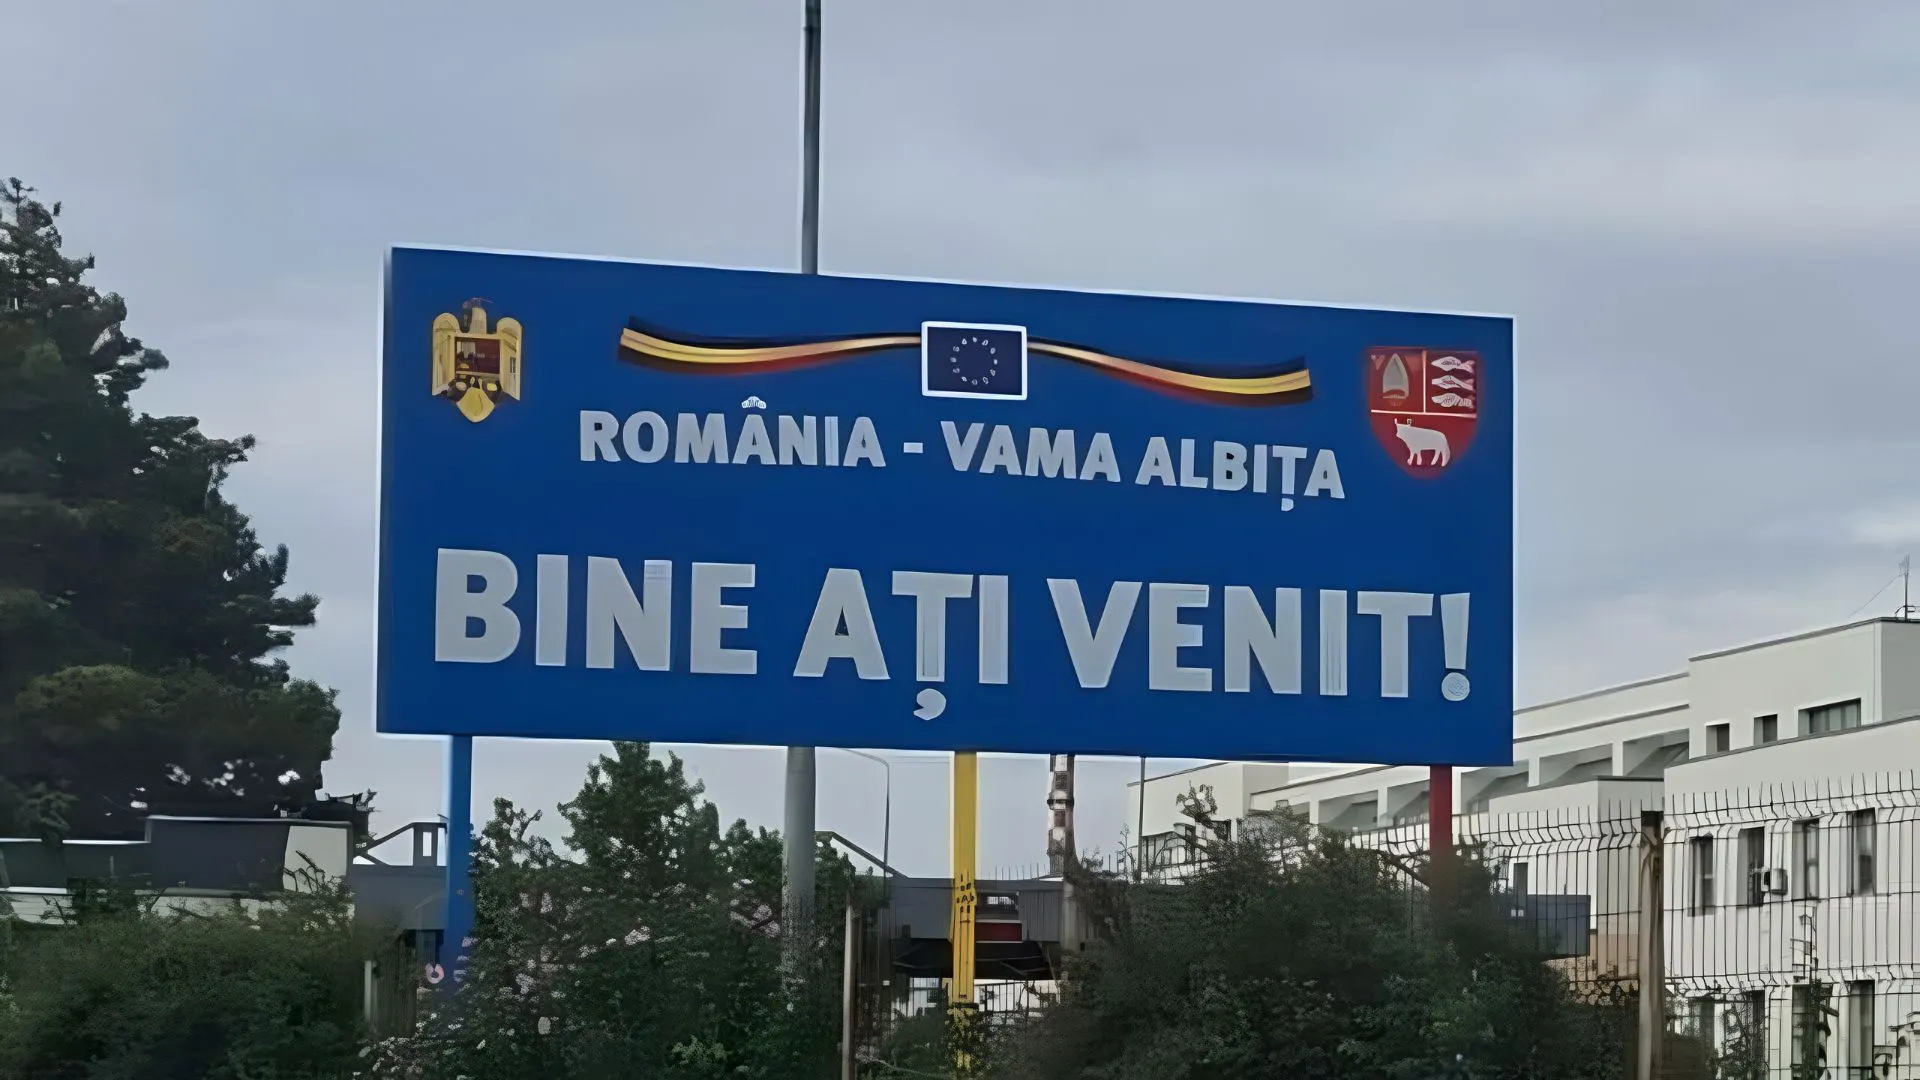 ROMÂNIA - VAMA ALBIȚA
BINE AȚI VENIT!